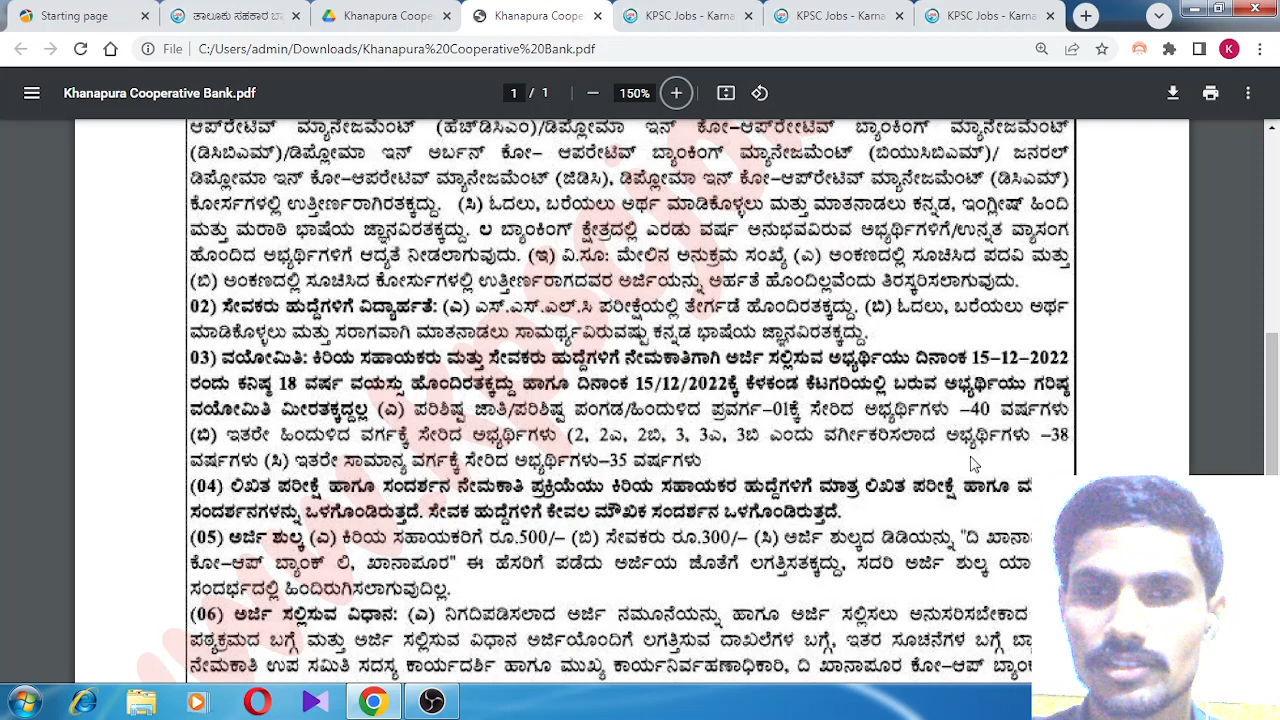 Starting page
ತಾಲೂಕು ಸಹಕಾರ ಬಾ
Khanapura Coope
Khanapura Coope
KPSC Jobs - Karna
KPSC Jobs - Karna
KPSC Jobs - Karna
File C:/Users/admin/Downloads/Khanapura%20Cooperative%20Bank.pdf
K
Khanapura Cooperative Bank.pdf
1 / 1
150%
ಆಪ್‌ರೇಟಿವ್ ಮ್ಯಾನೇಜಮೆಂಟ್ (ಹೆಚ್‌ಡಿಸಿಎಂ)/ಡಿಪ್ಲೋಮಾ ಇನ್ ಕೋ-ಆಪ್‌ರೇಟಿವ್ ಬ್ಯಾಂಕಿಂಗ್ ಮ್ಯಾನೇಜಮೆಂಟ್
(ಡಿಸಿಬಿಎಮ್)/ಡಿಪ್ಲೋಮಾ ಇನ್ ಅರ್ಬನ್ ಕೋ- ಆಪರೇಟಿವ್ ಬ್ಯಾಂಕಿಂಗ್ ಮ್ಯಾನೇಜಮೆಂಟ್ (ಬಿಯುಸಿಬಿಎಮ್)/ ಜನರಲ್
ಡಿಪ್ಲೋಮಾ ಇನ್ ಕೋ-ಆಪರೇಟಿವ್ ಮ್ಯಾನೇಜಮೆಂಟ್ (ಜಿಡಿಸಿ), ಡಿಪ್ಲೋಮಾ ಇನ್ ಕೋ-ಆಪ್‌ರೇಟಿವ್ ಮ್ಯಾನೇಜಮೆಂಟ್ (ಡಿಸಿಎಮ್)
ಕೋರ್ಸಗಳಲ್ಲಿ ಉತ್ತೀರ್ಣರಾಗಿರತಕ್ಕದ್ದು. (ಸಿ) ಓದಲು, ಬರೆಯಲು ಅರ್ಥ ಮಾಡಿಕೊಳ್ಳಲು ಮತ್ತು ಮಾತನಾಡಲು ಕನ್ನಡ, ಇಂಗ್ಲೀಷ್ ಹಿಂದಿ
ಮತ್ತು ಮರಾಠಿ ಭಾಷೆಯ ಜ್ಞಾನವಿರತಕ್ಕದ್ದು. ಲ ಬ್ಯಾಂಕಿಂಗ್ ಕ್ಷೇತ್ರದಲ್ಲಿ ಎರಡು ವರ್ಷ ಅನುಭವವಿರುವ ಅಭ್ಯರ್ಥಿಗಳಿಗೆ/ಉನ್ನತ ವ್ಯಾಸಂಗ
ಹೊಂದಿದ ಅಭ್ಯರ್ಥಿಗಳಿಗೆ ಆದ್ಯತೆ ನೀಡಲಾಗುವುದು. (ಇ) ವಿ.ಸೂ: ಮೇಲಿನ ಅನುಕ್ರಮ ಸಂಖ್ಯೆ (ಎ) ಅಂಕಣದಲ್ಲಿ ಸೂಚಿಸಿದ ಪದವಿ ಮತ್ತು
(ಬಿ) ಅಂಕಣದಲ್ಲಿ ಸೂಚಿಸಿದ ಕೋರ್ಸುಗಳಲ್ಲಿ ಉತ್ತೀರ್ಣರಾಗದವರ ಅರ್ಜಿಯನ್ನು ಅರ್ಹತೆ ಹೊಂದಿಲ್ಲವೆಂದು ತಿರಸ್ಕರಿಸಲಾಗುವುದು.
02) ಸೇವಕರು ಹುದ್ದೆಗಳಿಗೆ ವಿದ್ಯಾರ್ಹತೆ: (ಎ) ಎಸ್.ಎಸ್.ಎಲ್.ಸಿ ಪರೀಕ್ಷೆಯಲ್ಲಿ ತೇರ್ಗಡೆ ಹೊಂದಿರತಕ್ಕದ್ದು. (ಬಿ) ಓದಲು, ಬರೆಯಲು ಅರ್ಥ
ಮಾಡಿಕೊಳ್ಳಲು ಮತ್ತು ಸರಾಗವಾಗಿ ಮಾತನಾಡಲು ಸಾಮರ್ಥ್ಯವಿರುವಷ್ಟು ಕನ್ನಡ ಭಾಷೆಯ ಜ್ಞಾನವಿರತಕ್ಕದ್ದು.
03) ವಯೋಮಿತಿ: ಕಿರಿಯ ಸಹಾಯಕರು ಮತ್ತು ಸೇವಕರು ಹುದ್ದೆಗಳಿಗೆ ನೇಮಕಾತಿಗಾಗಿ ಅರ್ಜಿ ಸಲ್ಲಿಸುವ ಅಭ್ಯರ್ಥಿಯು ದಿನಾಂಕ 15-12-2022
ರಂದು ಕನಿಷ್ಠ 18 ವರ್ಷ ವಯಸ್ಸು ಹೊಂದಿರತಕ್ಕದ್ದು ಹಾಗೂ ದಿನಾಂಕ 15/12/2022ಕ್ಕೆ ಕೆಳಕಂಡ ಕೆಟಗರಿಯಲ್ಲಿ ಬರುವ ಅಭ್ಯರ್ಥಿಯು ಗರಿಷ್ಠ
ವಯೋಮಿತಿ ಮೀರತಕ್ಕದ್ದಲ್ಲ (ಎ) ಪರಿಶಿಷ್ಟ ಜಾತಿ/ಪರಿಶಿಷ್ಟ ಪಂಗಡ/ಹಿಂದುಳಿದ ಪ್ರವರ್ಗ-01ಕ್ಕೆ ಸೇರಿದ ಅಭ್ಯರ್ಥಿಗಳು -40 ವರ್ಷಗಳು
(ಬಿ) ಇತರೇ ಹಿಂದುಳಿದ ವರ್ಗಕ್ಕೆ ಸೇರಿದ ಅಭ್ಯರ್ಥಿಗಳು (2, 2ಎ, 2ಬಿ, 3, 3ಎ, 3ಬಿ ಎಂದು ವರ್ಗೀಕರಿಸಲಾದ ಅಭ್ಯರ್ಥಿಗಳು -38
ವರ್ಷಗಳು (ಸಿ) ಇತರೇ ಸಾಮಾನ್ಯ ವರ್ಗಕ್ಕೆ ಸೇರಿದ ಅಭ್ಯರ್ಥಿಗಳು-35 ವರ್ಷಗಳು
(04) ಲಿಖಿತ ಪರೀಕ್ಷೆ ಹಾಗೂ ಸಂದರ್ಶನ ನೇಮಕಾತಿ ಪ್ರಕ್ರಿಯೆಯು ಕಿರಿಯ ಸಹಾಯಕರ ಹುದ್ದೆಗಳಿಗೆ ಮಾತ್ರ ಲಿಖಿತ ಪರೀಕ್ಷೆ ಹಾಗೂ
ಸಂದರ್ಶನಗಳನ್ನು ಒಳಗೊಂಡಿರುತ್ತದೆ. ಸೇವಕ ಹುದ್ದೆಗಳಿಗೆ ಕೇವಲ ಮೌಖಿಕ ಸಂದರ್ಶನ ಒಳಗೊಂಡಿರುತ್ತದೆ.
(05) ಅರ್ಜಿ ಶುಲ್ಕ (ಎ) ಕಿರಿಯ ಸಹಾಯಕರಿಗೆ ರೂ.500/- (ಬಿ) ಸೇವಕರು ರೂ.300/- (ಸಿ) ಅರ್ಜಿ ಶುಲ್ಕದ ಡಿಡಿಯನ್ನು "ದಿ ಖಾನಾ
ಕೋ-ಆಪ್ ಬ್ಯಾಂಕ್ ಲಿ, ಖಾನಾಪೂರ" ಈ ಹೆಸರಿಗೆ ಪಡೆದು ಅರ್ಜಿಯ ಜೊತೆಗೆ ಲಗತ್ತಿಸತಕ್ಕದ್ದು, ಸದರಿ ಅರ್ಜಿ ಶುಲ್ಕ ಯಾ
ಸಂದರ್ಭದಲ್ಲಿ ಹಿಂದಿರುಗಿಸಲಾಗುವುದಿಲ್ಲ.
(06) ಅರ್ಜಿ ಸಲ್ಲಿಸುವ ವಿಧಾನ: (ಎ) ನಿಗದಿಪಡಿಸಲಾದ ಅರ್ಜಿ ನಮೂನೆಯನ್ನು ಹಾಗೂ ಅರ್ಜಿ ಸಲ್ಲಿಸಲು ಅನುಸರಿಸಬೇಕಾದ
ಪಠ್ಯಕ್ರಮದ ಬಗ್ಗೆ ಮತ್ತು ಅರ್ಜಿ ಸಲ್ಲಿಸುವ ವಿಧಾನ ಅರ್ಜಿಯೊಂದಿಗೆ ಲಗತ್ತಿಸುವ ದಾಖಲೆಗಳ ಬಗ್ಗೆ, ಇತರ ಸೂಚನೆಗಳ ಬಗ್ಗೆ ಬ್ಯಾ
ನೇಮಕಾತಿ ಉಪ ಸಮಿತಿ ಸದಸ್ಯ ಕಾರ್ಯದರ್ಶಿ ಹಾಗೂ ಮುಖ್ಯ ಕಾರ್ಯನಿರ್ವಹಣಾಧಿಕಾರಿ, ದಿ ಖಾನಾಪೂರ ಕೋ-ಆಪ್ ಬ್ಯಾಂಕ